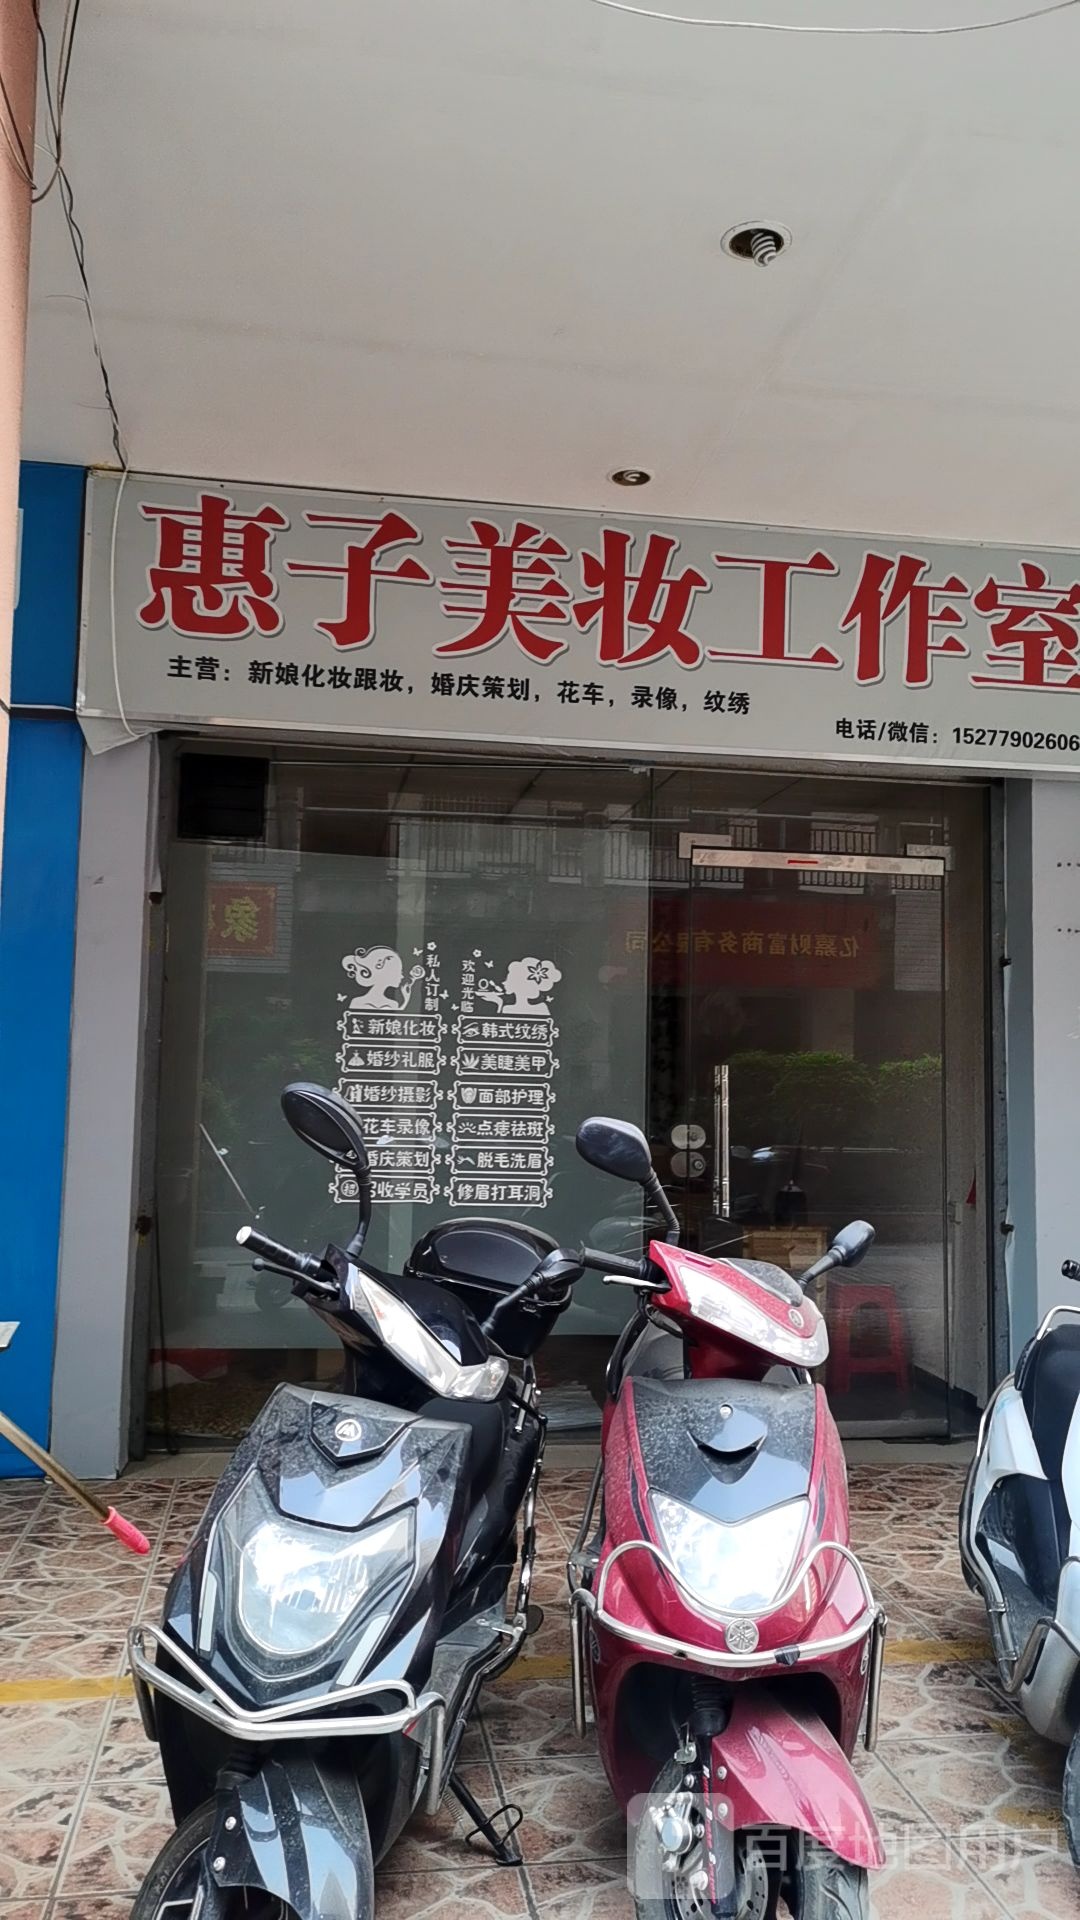 惠子美妆工作室
主营：新娘化妆跟妆，婚庆策划，花车，录像，纹绣
电话/微信：15277902606
私人订制
欢迎光临
新娘化妆
韩式纹绣
婚纱礼服
美睫美甲
婚纱摄影
面部护理
花车录像
点痣祛斑
婚庆策划
脱毛洗眉
收学员
修眉打耳洞
亿嘉财富商务有限公司
百度地图用户